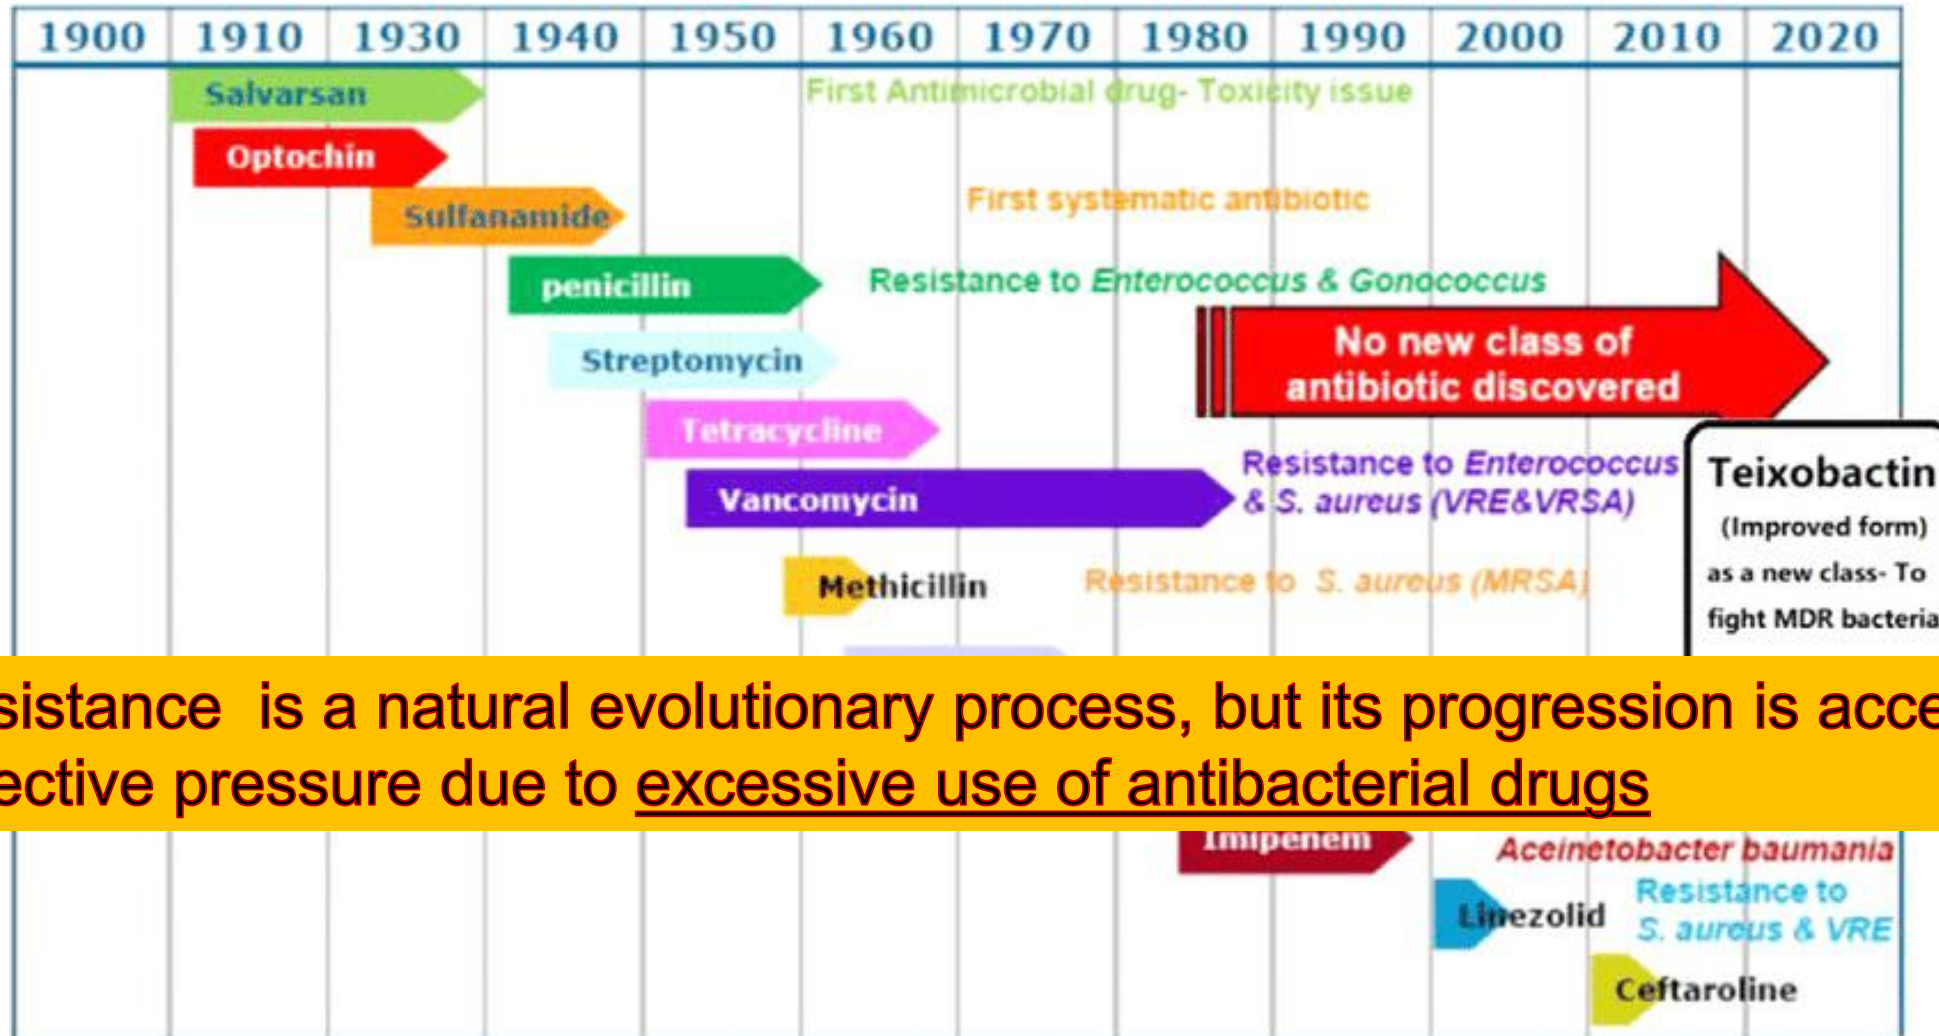 1900 1910 1930 1940 1950 1960 1970 1980 1990 2000 2010 2020
Salvarsan
First Antimicrobial drug- Toxicity issue
Optochin
Sulfanamide
First systematic antibiotic
penicillin
Resistance to Enterococcus & Gonococcus
No new class of
antibiotic discovered
Streptomycin
Tetracycline
Vancomycin
Resistance to Enterococcus
& S. aureus (VRE&VRSA)
Teixobactin
(Improved form)
as a new class- To
fight MDR bacteria
Methicillin
Resistance to S. aureus (MRSA)
sistance is a natural evolutionary process, but its progression is acce
ective pressure due to excessive use of antibacterial drugs
Imipenem
Aceinetobacter baumania
Linezolid
Resistance to
S. aureus & VRE
Ceftaroline